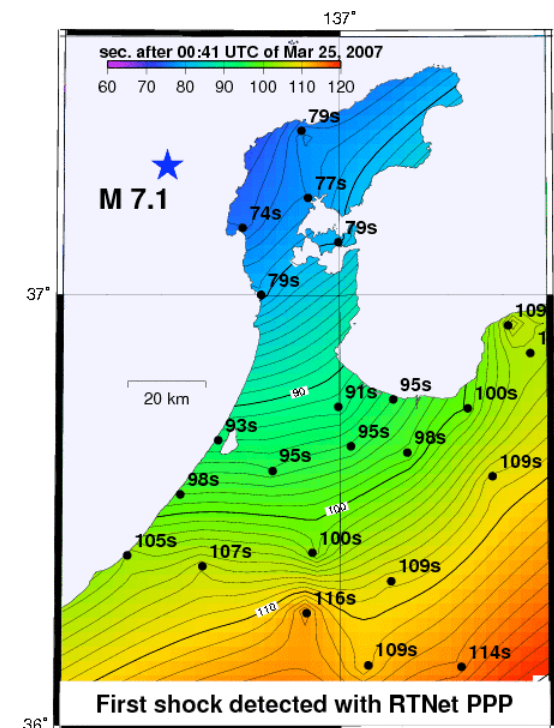 137°
sec. after 00:41 UTC of Mar 25, 2007
60 70 80 90 100 110 120
79s
M 7.1
77s
74s
79s
37°
79s
109
1
20 km
90
91s
95s
100s
93s
95s
98s
95s
109s
98s
100
105s
107s
100s
109s
110
116s
109s
114s
First shock detected with RTNet PPP
36°